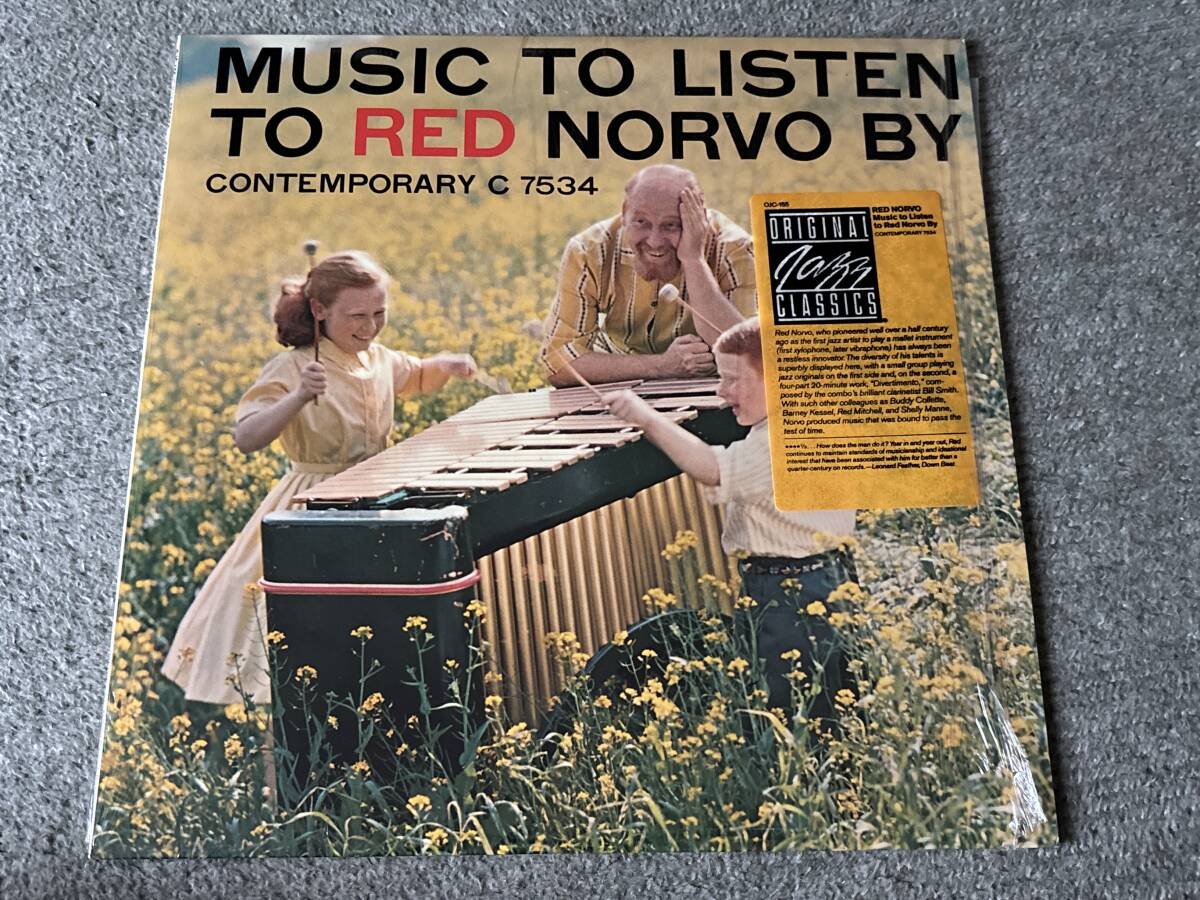 MUSIC TO LISTEN
TO RED NORVO BY
CONTEMPORARY C 7534
OJC-155
ORIGINAL
Jazz
CLASSICS
RED NORVO
Music to Listen
to Red Norvo By
CONTEMPORARY 7534
Red Norvo, who pioneered well over a half century
ago as the first jazz artist to play a mallet instrument
(first xylophone, later vibraphone) has always been
a restless innovator. The diversity of his talents is
superbly displayed here, with a small group playing
jazz originals on the first side and, on the second, a
four-part 20-minute work, "Divertimento," com-
posed by the combo's brilliant clarinetist Bill Smith.
With such other colleagues as Buddy Collette,
Barney Kessel, Red Mitchell, and Shelly Manne,
Norvo produced music that was bound to pass the
test of time.
★★★★½ . . . How does the man do it? Year in and year out, Red
continues to maintain standards of musicianship and ideational
interest that have been associated with him for better than a
quarter-century on records.—Leonard Feather, Down Beat